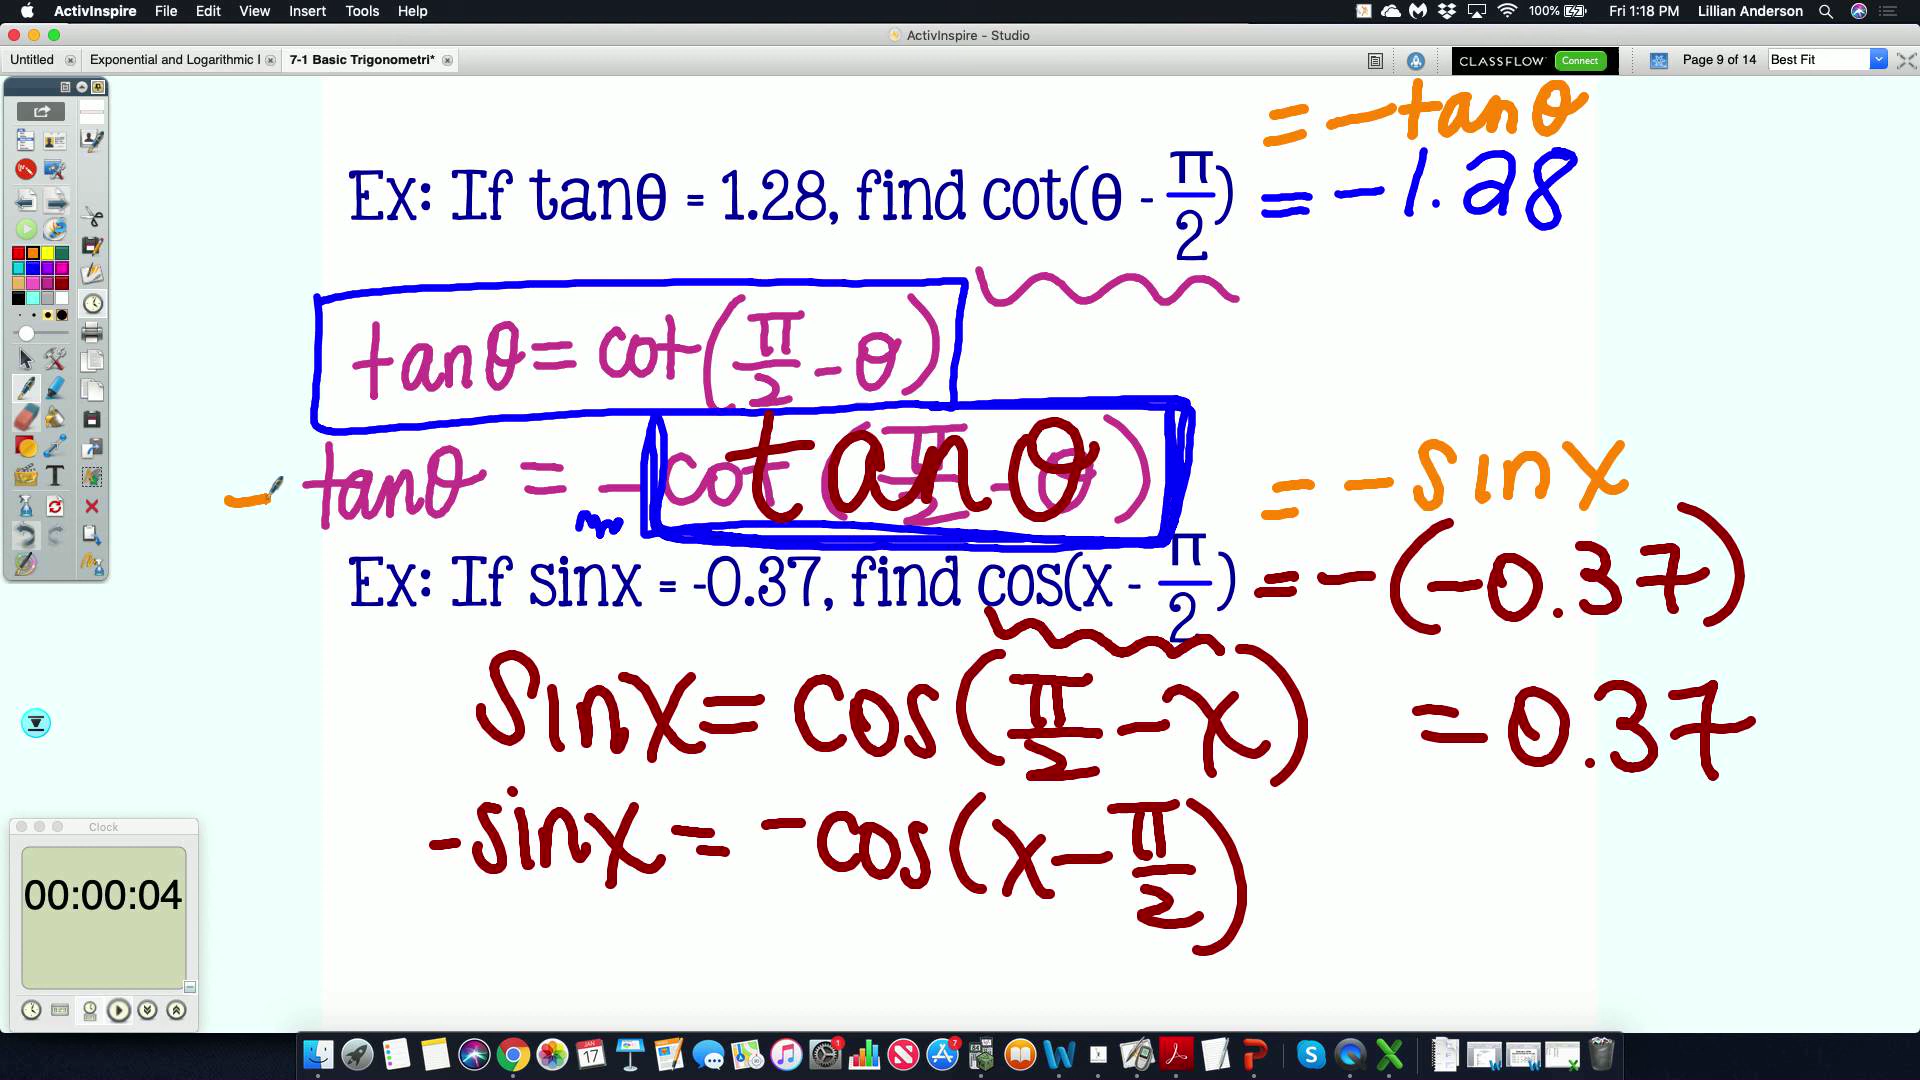 ActivInspire File Edit View Insert Tools Help 100% Fri 1:18 PM Lillian Anderson
ActivInspire - Studio
Untitled Exponential and Logarithmic I 7-1 Basic Trigonometri* CLASSFLOW Connect Page 9 of 14 Best Fit
= -tanθ
Ex: If tanθ = 1.28, find cot(θ - π/2) = -1.28
tanθ = cot(π/2 - θ)
- tanθ = - cot(π/2 - θ)
tanθ
= -sinx
Ex: If sinx = -0.37, find cos(x - π/2) = -(-0.37)
sinx = cos(π/2 - x) = 0.37
-sinx = -cos(x - π/2)
Clock
00:00:04
JAN
17